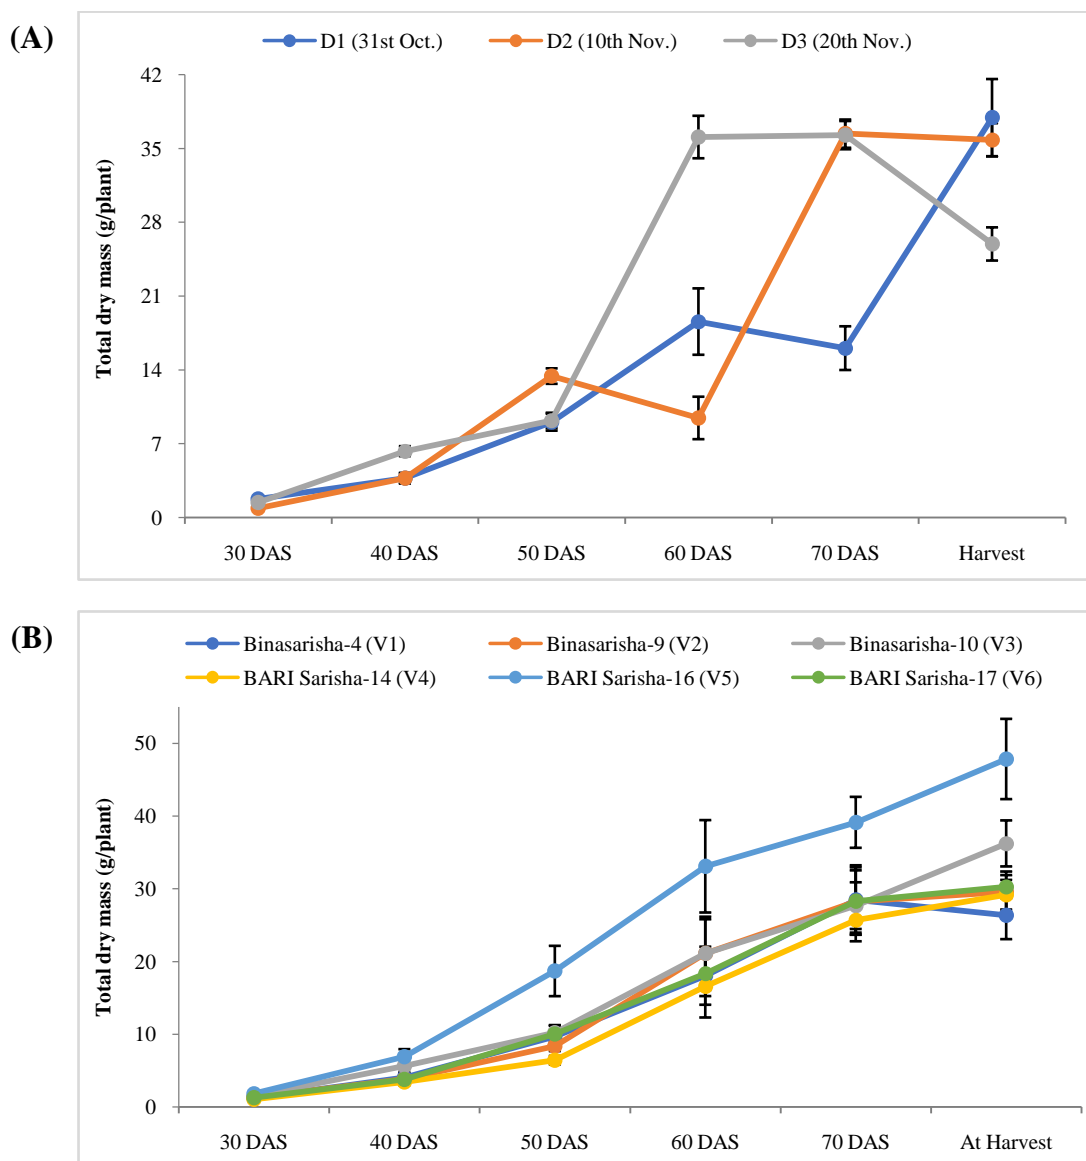 (A)
D1 (31st Oct.) D2 (10th Nov.) D3 (20th Nov.)
Total dry mass (g/plant)
42
35
28
21
14
7
0
30 DAS 40 DAS 50 DAS 60 DAS 70 DAS Harvest
(B)
Binasarisha-4 (V1) Binasarisha-9 (V2) Binasarisha-10 (V3)
BARI Sarisha-14 (V4) BARI Sarisha-16 (V5) BARI Sarisha-17 (V6)
Total dry mass (g/plant)
50
40
30
20
10
0
30 DAS 40 DAS 50 DAS 60 DAS 70 DAS At Harvest